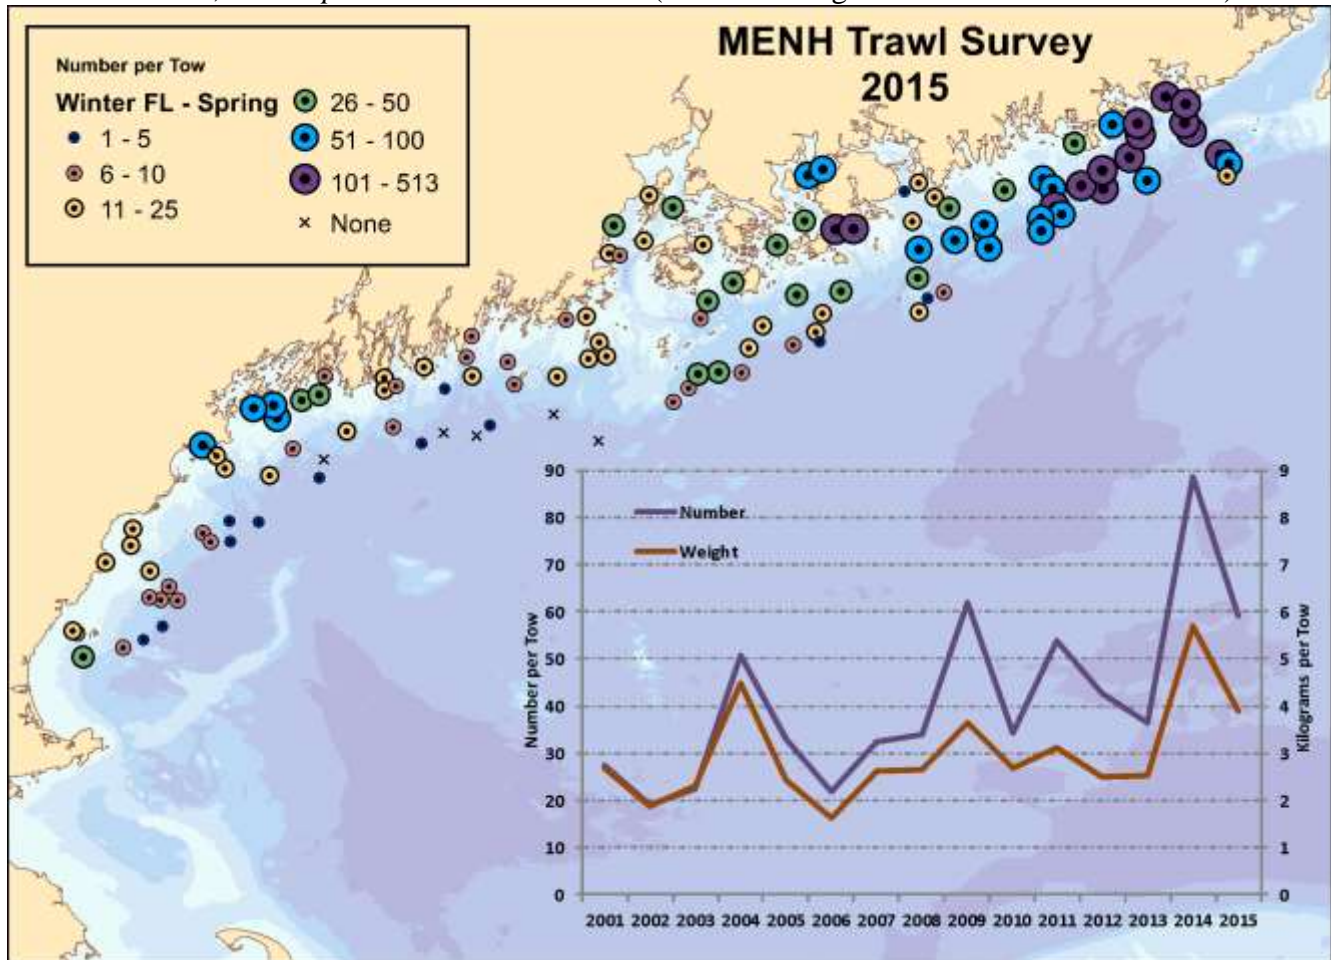 MENH Trawl Survey
2015
Number per Tow
Winter FL - Spring
1 - 5
6 - 10
11 - 25
26 - 50
51 - 100
101 - 513
None
Number
Weight
Number per Tow
90
80
70
60
50
40
30
20
10
0
Kilograms per Tow
9
8
7
6
5
4
3
2
1
0
2001 2002 2003 2004 2005 2006 2007 2008 2009 2010 2011 2012 2013 2014 2015